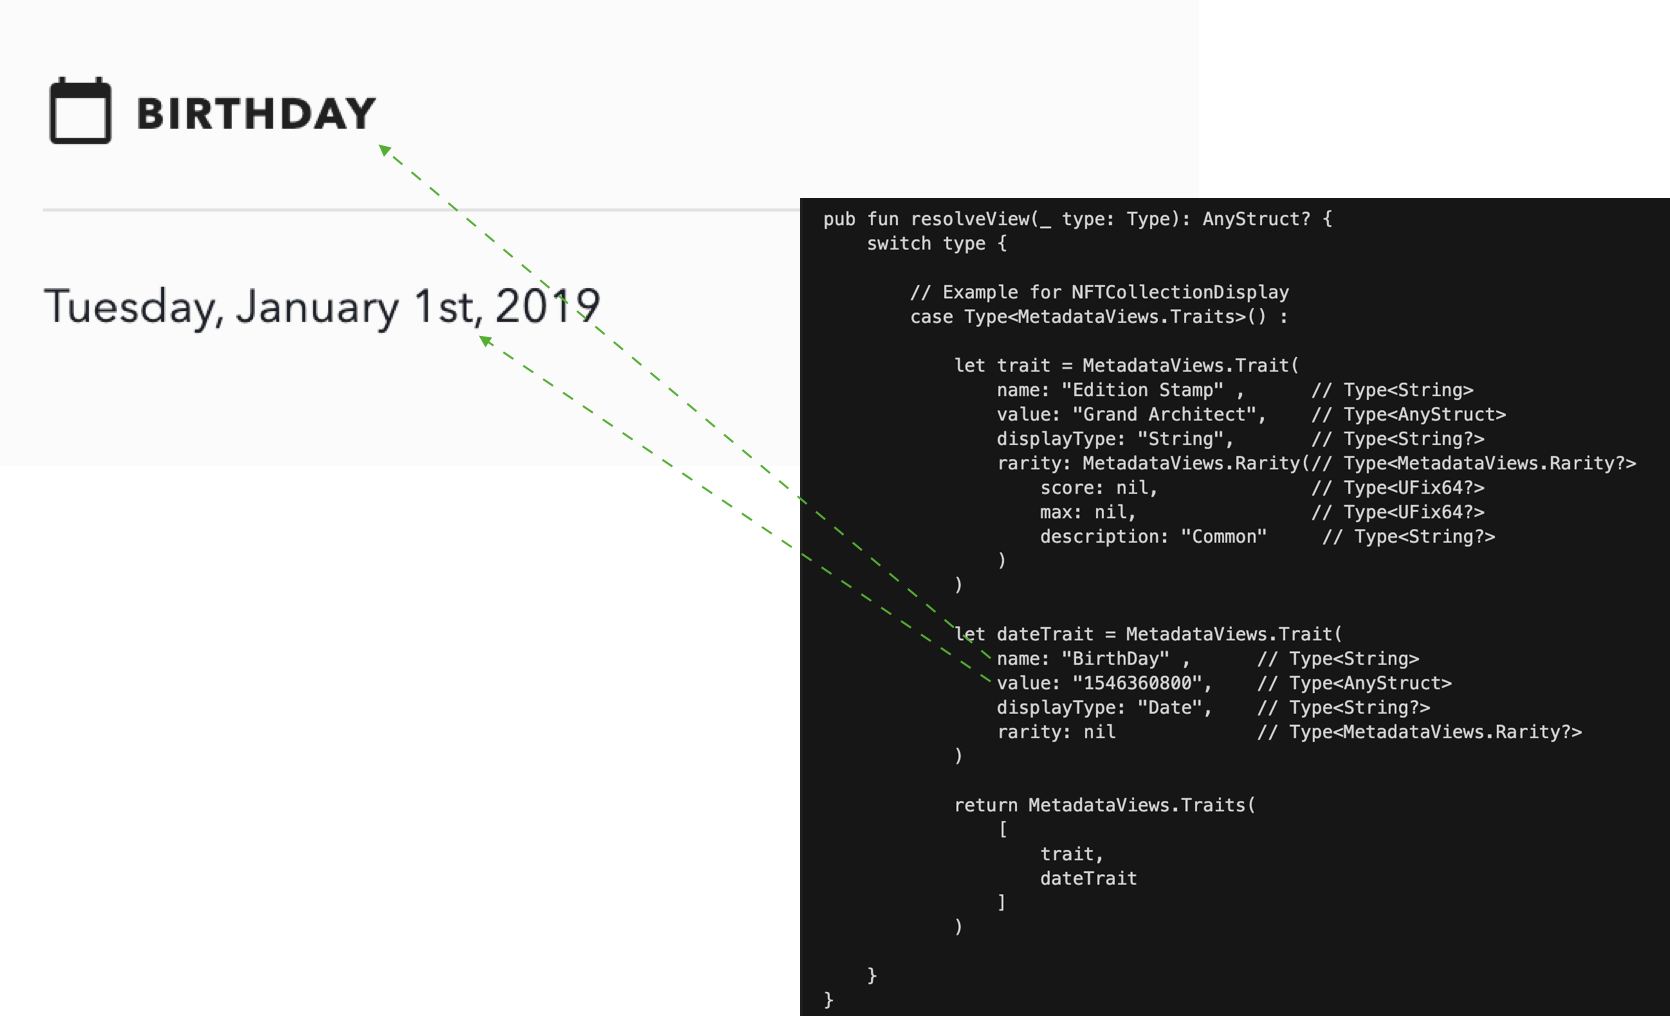 BIRTHDAY
Tuesday, January 1st, 2019
pub fun resolveView(_ type: Type): AnyStruct? {
switch type {
// Example for NFTCollectionDisplay
case Type<MetadataViews.Traits>() :
let trait = MetadataViews.Trait(
name: "Edition Stamp" , // Type<String>
value: "Grand Architect", // Type<AnyStruct>
displayType: "String", // Type<String?>
rarity: MetadataViews.Rarity(// Type<MetadataViews.Rarity?>
score: nil, // Type<UFix64?>
max: nil, // Type<UFix64?>
description: "Common" // Type<String?>
)
)
let dateTrait = MetadataViews.Trait(
name: "BirthDay" , // Type<String>
value: "1546360800", // Type<AnyStruct>
displayType: "Date", // Type<String?>
rarity: nil // Type<MetadataViews.Rarity?>
)
return MetadataViews.Traits(
[
trait,
dateTrait
]
)
}
}